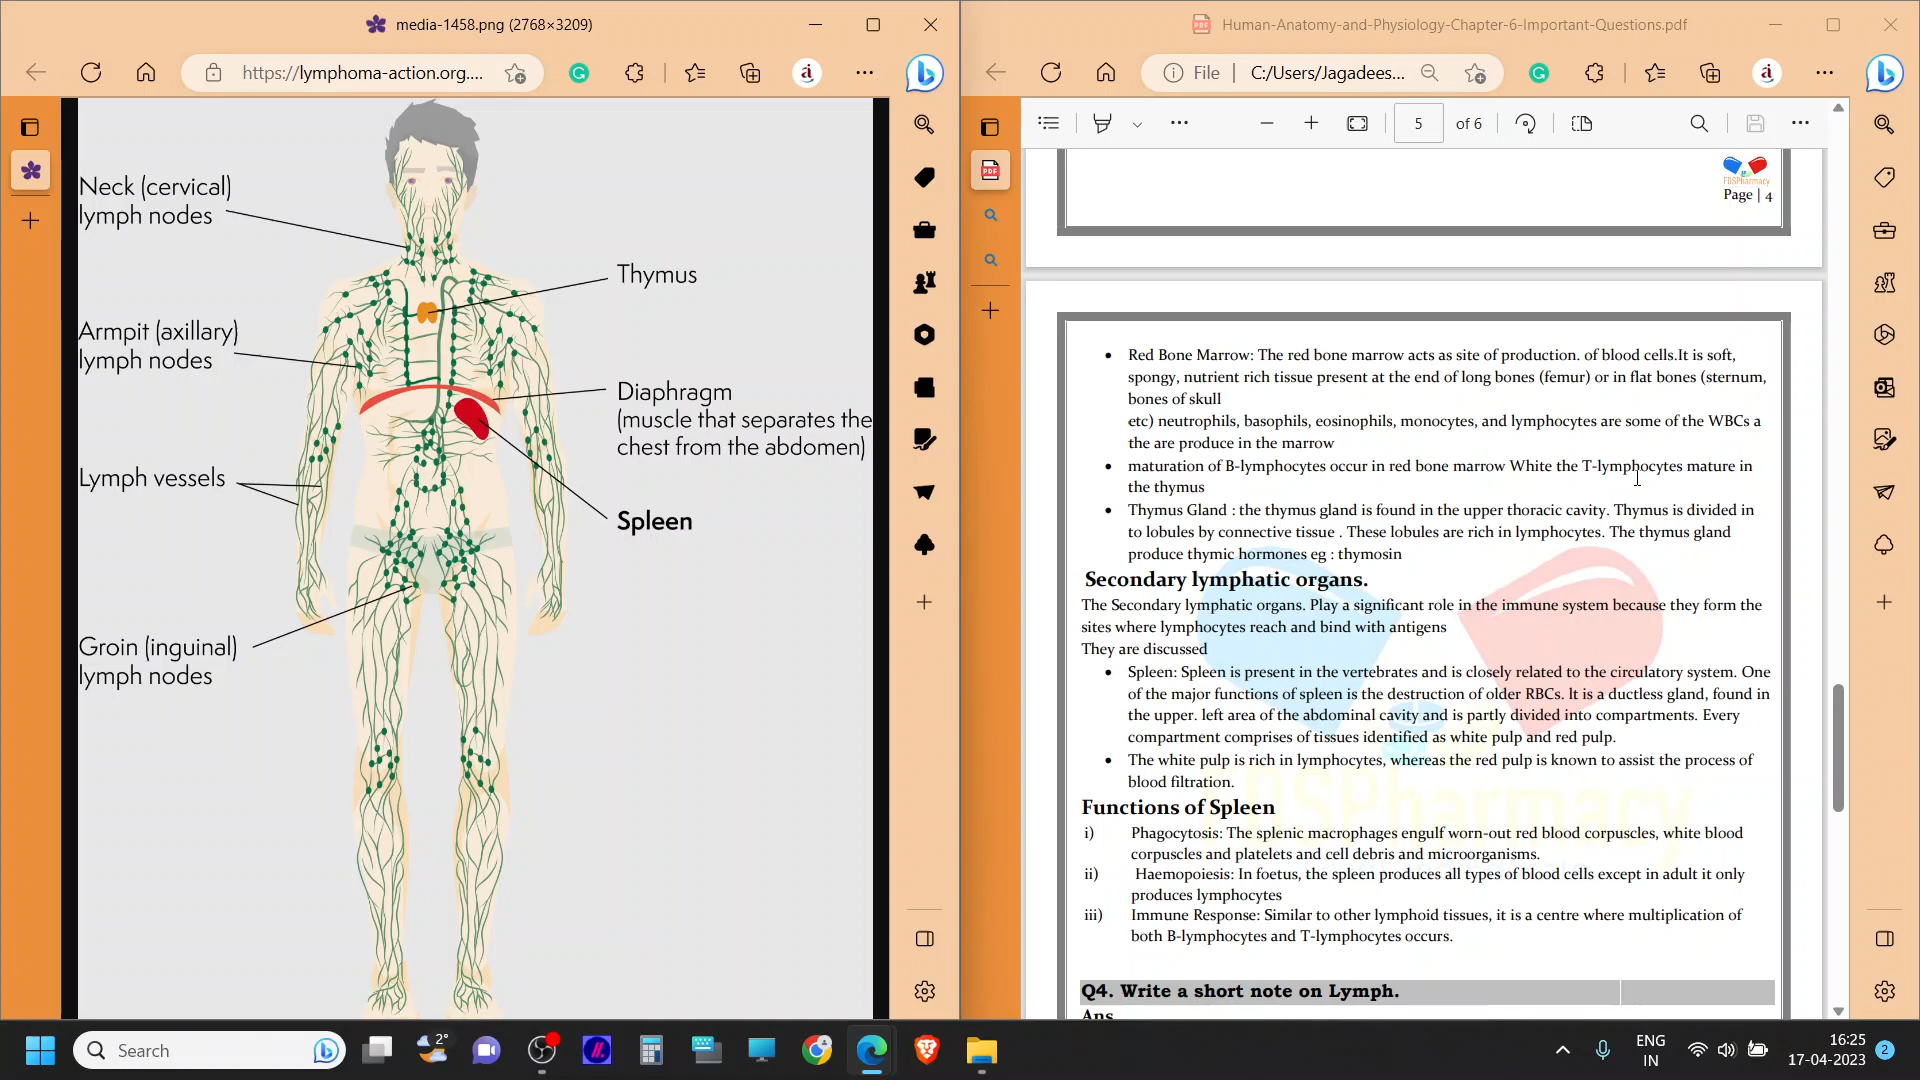 media-1458.png (2768×3209)
https://lymphoma-action.org....
Neck (cervical)
lymph nodes
Thymus
Armpit (axillary)
lymph nodes
Diaphragm
(muscle that separates the
chest from the abdomen)
Lymph vessels
Spleen
Groin (inguinal)
lymph nodes
Human-Anatomy-and-Physiology-Chapter-6-Important-Questions.pdf
File | C:/Users/Jagadees...
5 of 6
FDSPharmacy
Page | 4
• Red Bone Marrow: The red bone marrow acts as site of production. of blood cells.It is soft,
spongy, nutrient rich tissue present at the end of long bones (femur) or in flat bones (sternum,
bones of skull
etc) neutrophils, basophils, eosinophils, monocytes, and lymphocytes are some of the WBCs a
the are produce in the marrow
• maturation of B-lymphocytes occur in red bone marrow White the T-lymphocytes mature in
the thymus
• Thymus Gland : the thymus gland is found in the upper thoracic cavity. Thymus is divided in
to lobules by connective tissue . These lobules are rich in lymphocytes. The thymus gland
produce thymic hormones eg : thymosin
Secondary lymphatic organs.
The Secondary lymphatic organs. Play a significant role in the immune system because they form the
sites where lymphocytes reach and bind with antigens
They are discussed
• Spleen: Spleen is present in the vertebrates and is closely related to the circulatory system. One
of the major functions of spleen is the destruction of older RBCs. It is a ductless gland, found in
the upper. left area of the abdominal cavity and is partly divided into compartments. Every
compartment comprises of tissues identified as white pulp and red pulp.
• The white pulp is rich in lymphocytes, whereas the red pulp is known to assist the process of
blood filtration.
FDSPharmacy
Functions of Spleen
i) Phagocytosis: The splenic macrophages engulf worn-out red blood corpuscles, white blood
corpuscles and platelets and cell debris and microorganisms.
ii) Haemopoiesis: In foetus, the spleen produces all types of blood cells except in adult it only
produces lymphocytes
iii) Immune Response: Similar to other lymphoid tissues, it is a centre where multiplication of
both B-lymphocytes and T-lymphocytes occurs.
Q4. Write a short note on Lymph.
Ans
Search
2°
ENG
IN
16:25
17-04-2023
2